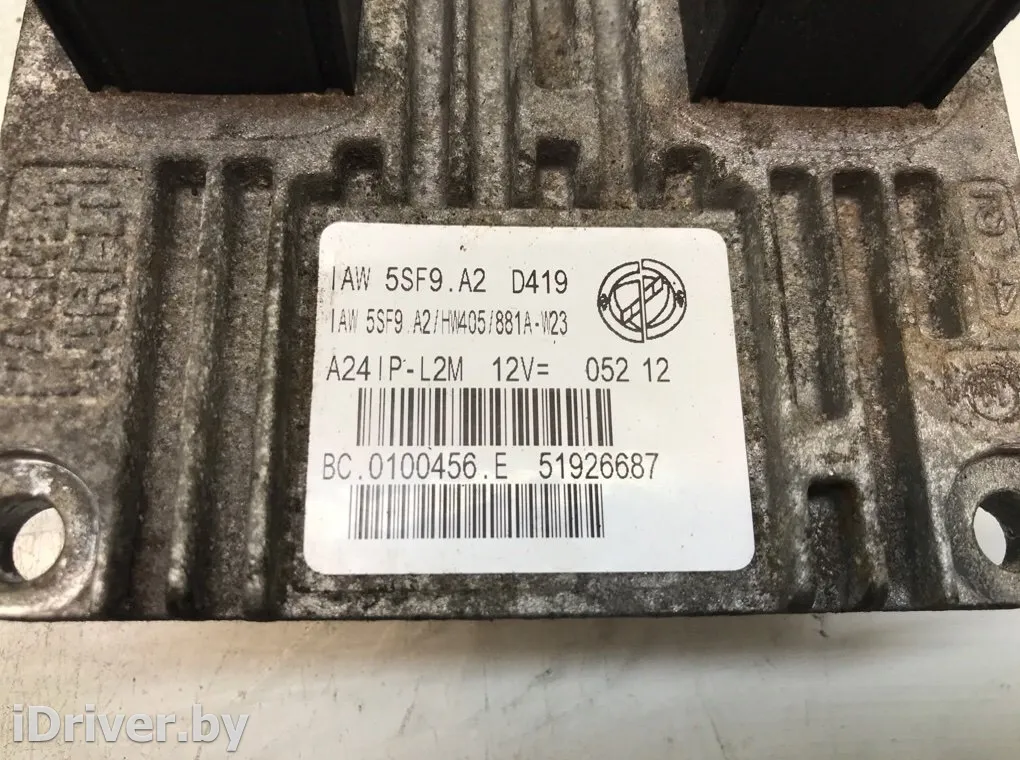 IAW 5SF9.A2 D419
IAW 5SF9 A2/HW405/881A-W23
A24IP-L2M 12V= 052 12
BC.0100456.E 51926687
iDriver.by